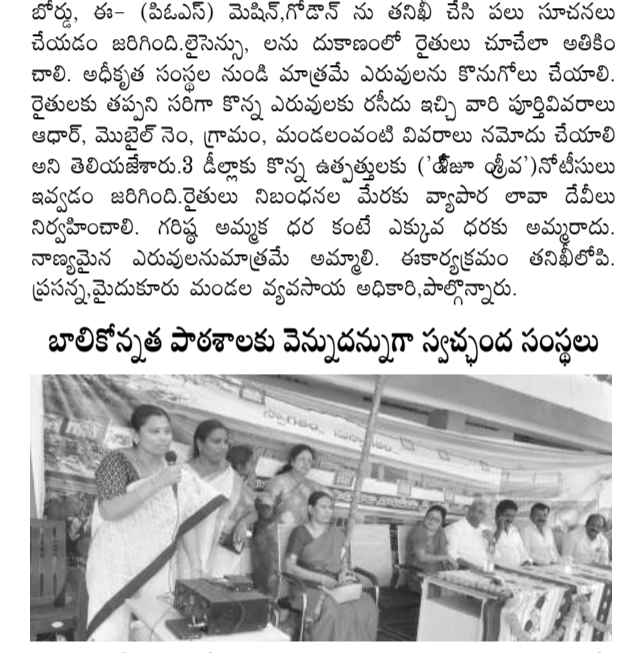 బోర్డు, ఈ- (పిఓఎస్) మెషిన్,గోడౌన్ ను తనిఖీ చేసి పలు సూచనలు
చేయడం జరిగింది.లైసెన్సు, లను దుకాణంలో రైతులు చూచేలా అతికిం
చాలి. అధీకృత సంస్థల నుండి మాత్రమే ఎరువులను కొనుగోలు చేయాలి.
రైతులకు తప్పని సరిగా కొన్న ఎరువులకు రసీదు ఇచ్చి వారి పూర్తివివరాలు
ఆధార్, మొబైల్ నెం, గ్రామం, మండలంవంటి వివరాలు నమోదు చేయాలి
అని తెలియజేశారు.3 డీల్లాకు కొన్న ఉత్పత్తులకు నోటీసులు
ఇవ్వడం జరిగింది.రైతులు నిబంధనల మేరకు వ్యాపార లావా దేవీలు
నిర్వహించాలి. గరిష్ఠ అమ్మక ధర కంటే ఎక్కువ ధరకు అమ్మరాదు.
నాణ్యమైన ఎరువులనుమాత్రమే అమ్మాలి. ఈకార్యక్రమం తనిఖీలోపి.
ప్రసన్న,మైదుకూరు మండల వ్యవసాయ అధికారి,పాల్గొన్నారు.
బాలికోన్నత పాఠశాలకు వెన్నుదన్నుగా స్వచ్ఛంద సంస్థలు
స్వాగతం..